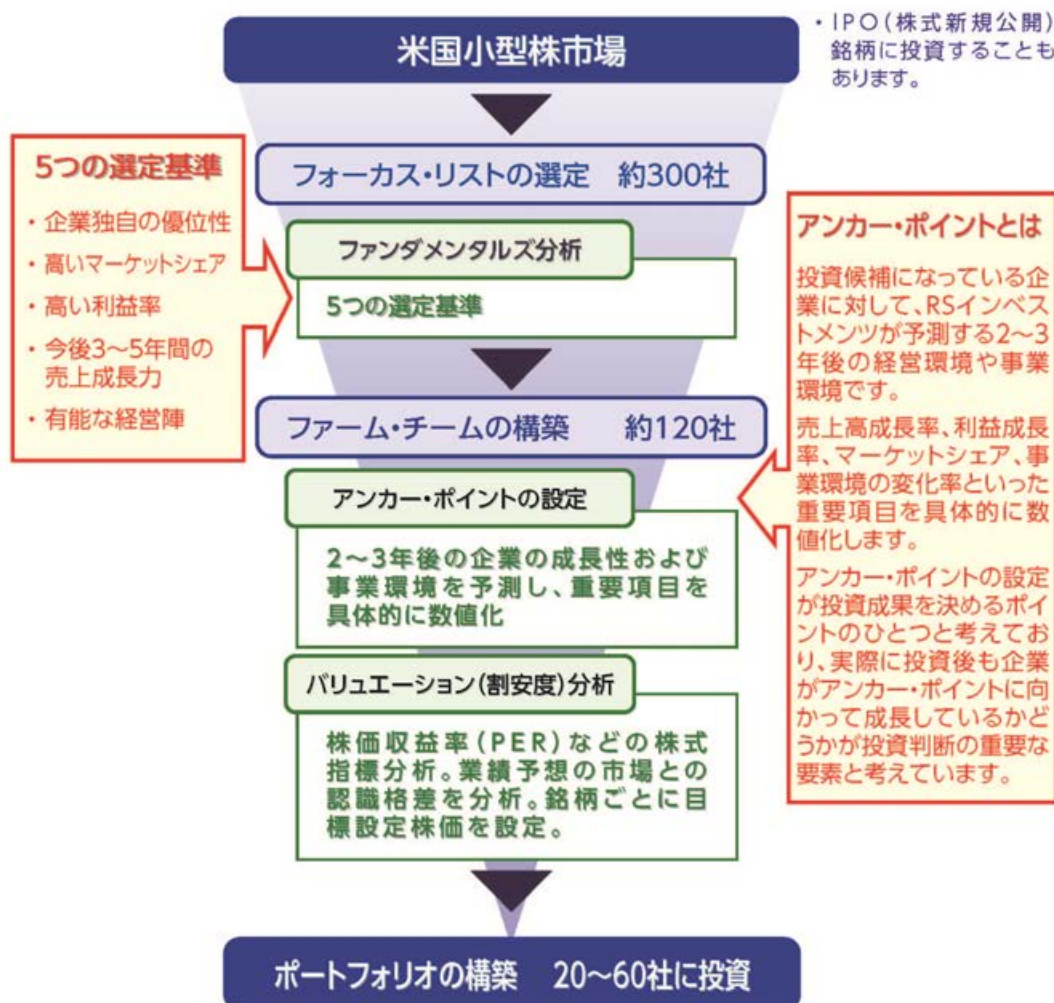 米国小型株市場
・IPO(株式新規公開)
銘柄に投資することも
あります。
フォーカス・リストの選定 約300社
5つの選定基準
・企業独自の優位性
・高いマーケットシェア
・高い利益率
・今後3〜5年間の
売上成長力
・有能な経営陣
ファンダメンタルズ分析
5つの選定基準
ファーム・チームの構築 約120社
アンカー・ポイントとは
投資候補になっている企
業に対して、RSインベス
トメンツが予測する2〜3
年後の経営環境や事業
環境です。
売上高成長率、利益成長
率、マーケットシェア、事
業環境の変化率といった
重要項目を具体的に数
値化します。
アンカー・ポイントの設定
が投資成果を決めるポイ
ントのひとつと考えてお
り、実際に投資後も企業
がアンカー・ポイントに向
かって成長しているかど
うかが投資判断の重要な
要素と考えています。
アンカー・ポイントの設定
2〜3年後の企業の成長性および
事業環境を予測し、重要項目を
具体的に数値化
バリュエーション(割安度)分析
株価収益率(PER)などの株式
指標分析。業績予想の市場との
認識格差を分析。銘柄ごとに目
標設定株価を設定。
ポートフォリオの構築 20〜60社に投資